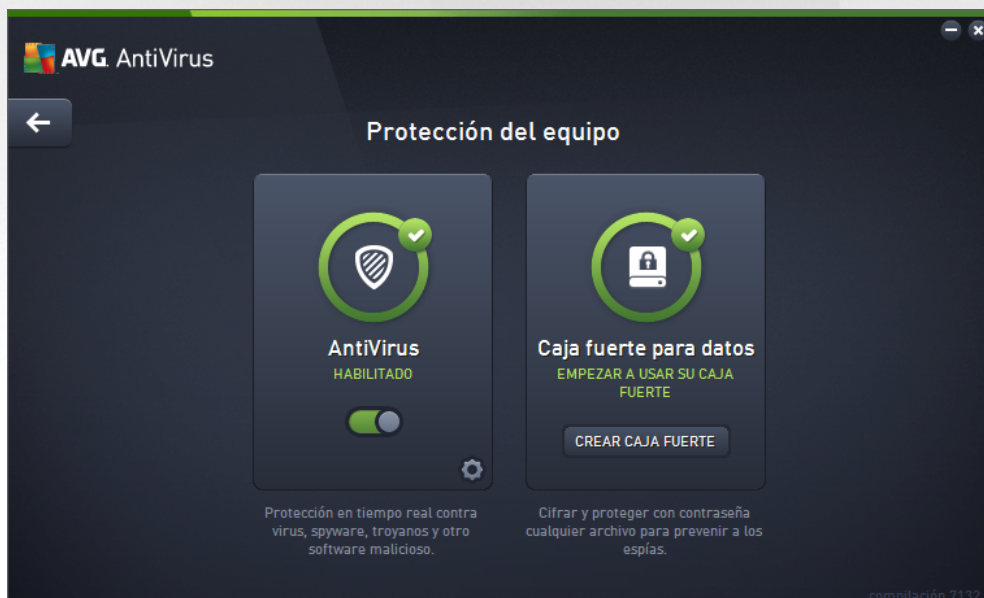 AVG. AntiVirus
Protección del equipo
AntiVirus
HABILITADO
Protección en tiempo real contra
virus, spyware, troyanos y otro
software malicioso.
Caja fuerte para datos
EMPEZAR A USAR SU CAJA
FUERTE
CREAR CAJA FUERTE
Cifrar y proteger con contraseña
cualquier archivo para prevenir a los
espías.
compilación 7132